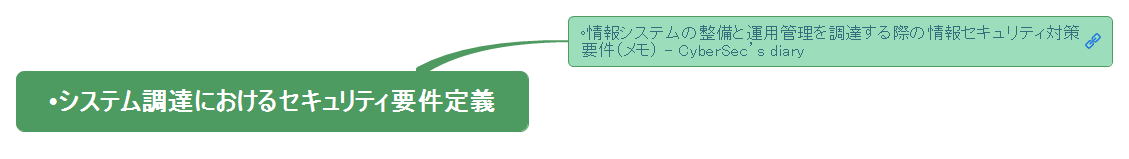 •情報システムの整備と運用管理を調達する際の情報セキュリティ対策
要件(メモ) - CyberSec’s diary
•システム調達におけるセキュリティ要件定義